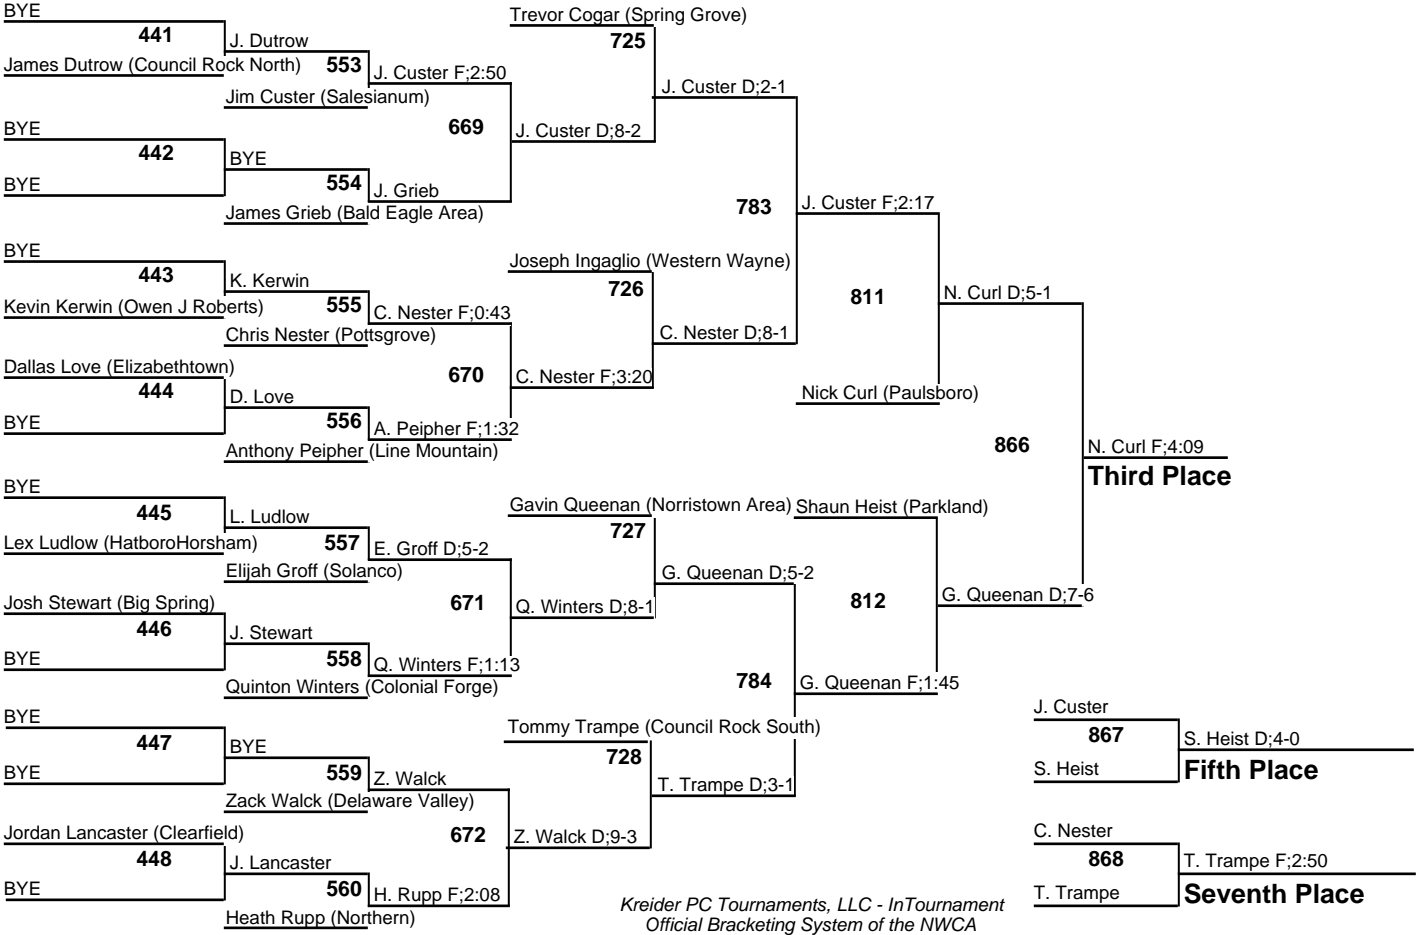 BYE
441
James Dutrow (Council Rock North)
J. Dutrow
553
Jim Custer (Salesianum)
J. Custer F;2:50
BYE
442
BYE
BYE
554
James Grieb (Bald Eagle Area)
J. Grieb
669
J. Custer D;8-2
Trevor Cogar (Spring Grove)
725
J. Custer D;2-1
BYE
443
Kevin Kerwin (Owen J Roberts)
K. Kerwin
555
Chris Nester (Pottsgrove)
C. Nester F;0:43
Dallas Love (Elizabethtown)
444
BYE
D. Love
556
Anthony Peipher (Line Mountain)
A. Peipher F;1:32
670
C. Nester F;3:20
Joseph Ingaglio (Western Wayne)
726
C. Nester D;8-1
783
J. Custer F;2:17
811
Nick Curl (Paulsboro)
N. Curl D;5-1
BYE
445
Lex Ludlow (HatboroHorsham)
L. Ludlow
557
Elijah Groff (Solanco)
E. Groff D;5-2
Josh Stewart (Big Spring)
446
BYE
J. Stewart
558
Quinton Winters (Colonial Forge)
Q. Winters F;1:13
671
Q. Winters D;8-1
Gavin Queenan (Norristown Area)
727
G. Queenan D;5-2
BYE
447
BYE
BYE
559
Zack Walck (Delaware Valley)
Z. Walck
Jordan Lancaster (Clearfield)
448
BYE
J. Lancaster
560
Heath Rupp (Northern)
H. Rupp F;2:08
672
Z. Walck D;9-3
Tommy Trampe (Council Rock South)
728
T. Trampe D;3-1
784
G. Queenan F;1:45
Shaun Heist (Parkland)
812
G. Queenan D;7-6
866
N. Curl F;4:09
Third Place
J. Custer
867
S. Heist
S. Heist D;4-0
Fifth Place
C. Nester
868
T. Trampe
T. Trampe F;2:50
Seventh Place
Kreider PC Tournaments, LLC - InTournament
Official Bracketing System of the NWCA